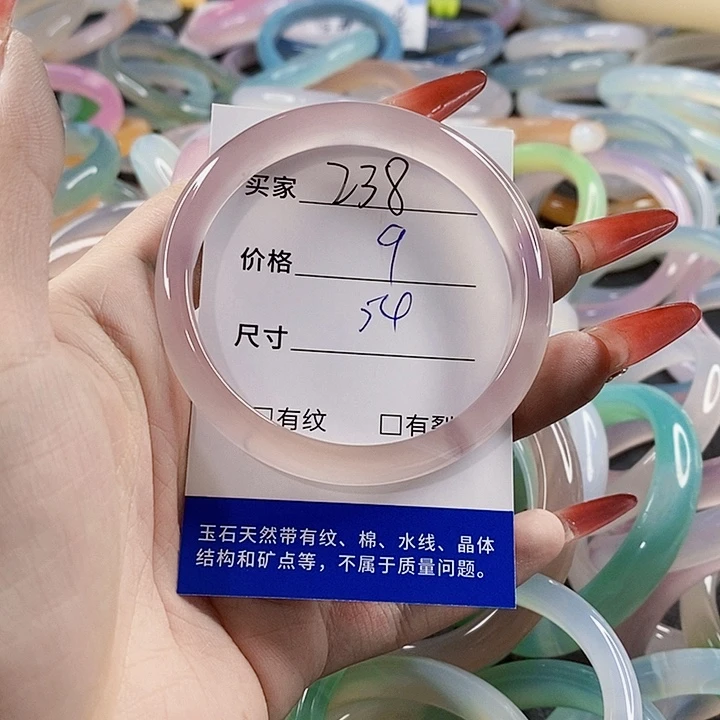 买家 238
价格 9
尺寸 54
□有纹 □有裂
玉石天然带有纹、棉、水线、晶体
结构和矿点等，不属于质量问题。